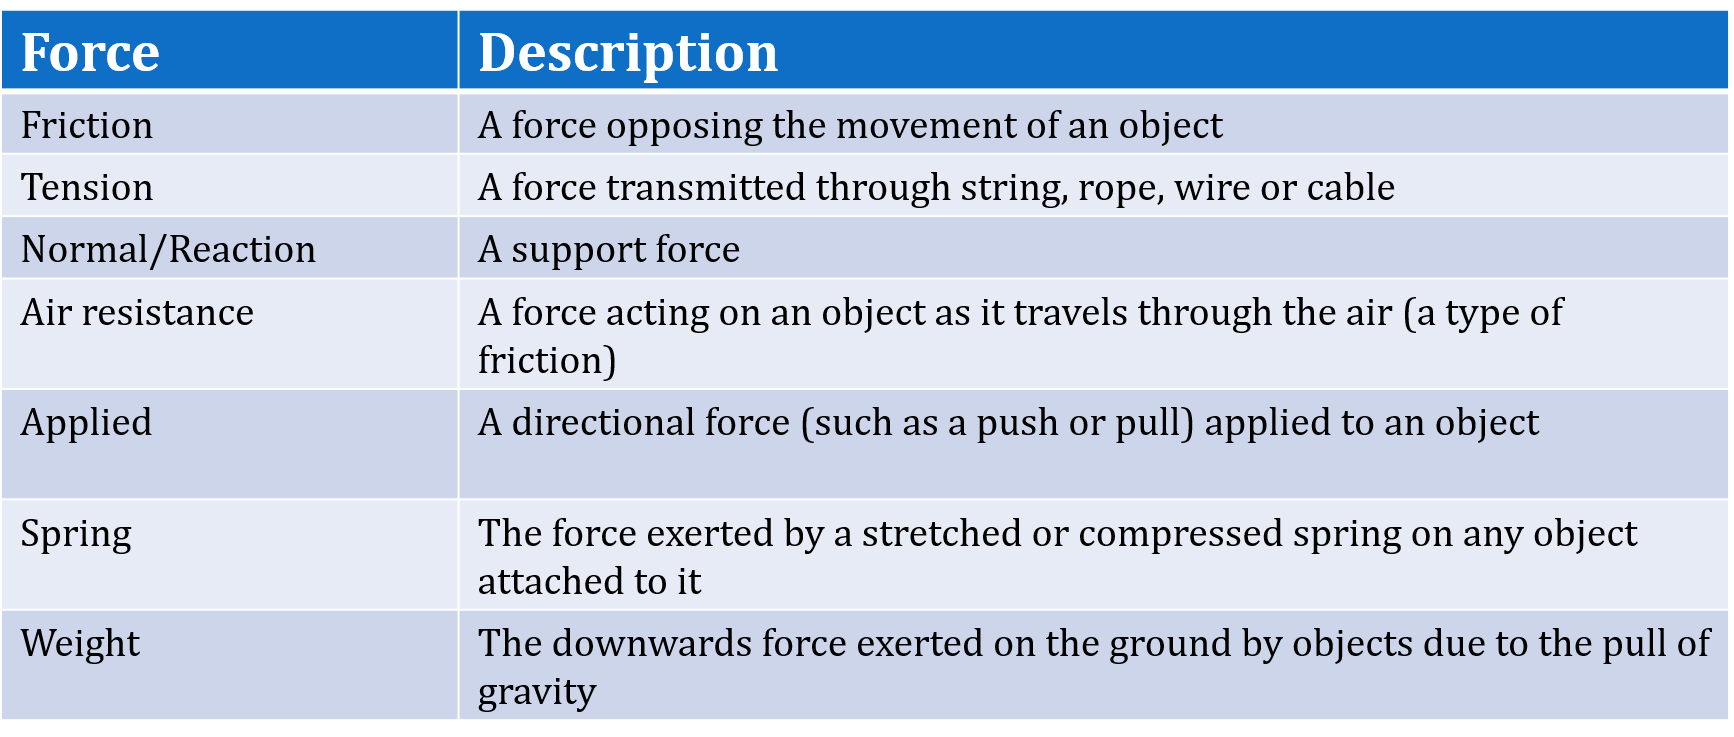 Force Description
Friction A force opposing the movement of an object
Tension A force transmitted through string, rope, wire or cable
Normal/Reaction A support force
Air resistance A force acting on an object as it travels through the air (a type of
friction)
Applied A directional force (such as a push or pull) applied to an object
Spring The force exerted by a stretched or compressed spring on any object
attached to it
Weight The downwards force exerted on the ground by objects due to the pull of
gravity